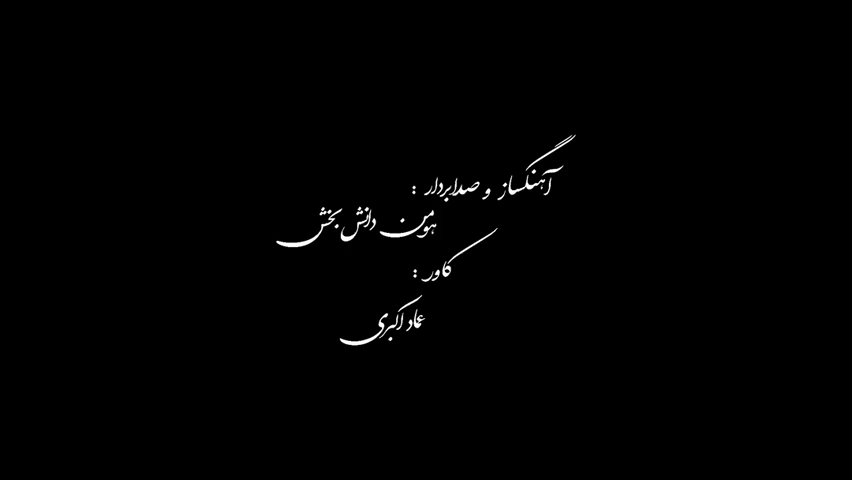 آهنگساز و صدابردار :
هومن دانش بخش
کاور :
عماد اکبری